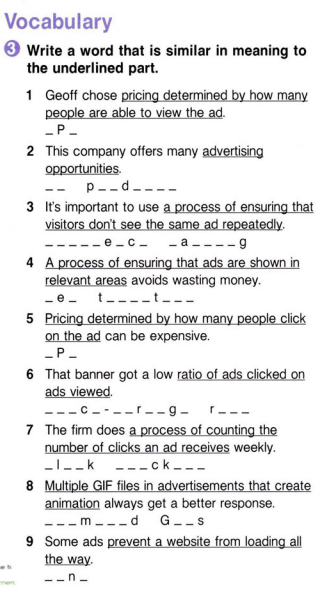 Vocabulary
3 Write a word that is similar in meaning to
the underlined part.
1 Geoff chose pricing determined by how many
people are able to view the ad.
_ P _
2 This company offers many advertising
opportunities.
_ _ p _ _ d _ _ _ _
3 It's important to use a process of ensuring that
visitors don't see the same ad repeatedly.
_ _ _ _ _ e _ c _ _ a _ _ _ _ g
4 A process of ensuring that ads are shown in
relevant areas avoids wasting money.
_ e _ t _ _ _ _ t _ _ _
5 Pricing determined by how many people click
on the ad can be expensive.
_ P _
6 That banner got a low ratio of ads clicked on
ads viewed.
_ _ _ c _ - _ _ r _ _ g _ r _ _ _
7 The firm does a process of counting the
number of clicks an ad receives weekly.
_ l _ _ k _ _ _ c k _ _ _
8 Multiple GIF files in advertisements that create
animation always get a better response.
_ _ _ m _ _ _ d G _ _ s
9 Some ads prevent a website from loading all
the way.
_ _ n _